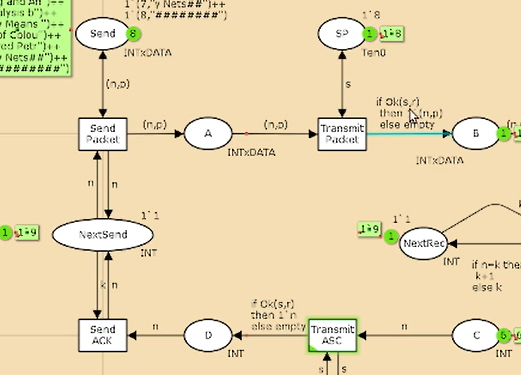 1`(7,"y Nets##")++
1`(8,"########")
g and An
alysis b")++
y Means ")++
of Colou")++
ed Petr")++
y Nets##")++
########")
Send
8
INTxDATA
1`8
SP
1
1`8
Ten0
(n,p)
s
if Ok(s,r)
then 1`(n,p)
else empty
Send
Packet
(n,p)
A
(n,p)
Transmit
Packet
B
1
INTxDATA
INTxDATA
n
n
1
1`9
1`1
NextSend
INT
1`9
1
1`1
NextRec
INT
k
n
if n=k then
k+1
else k
if Ok(s,r)
then 1`n
else empty
Send
ACK
n
D
INT
Transmit
ASC
n
C
INT
s
s